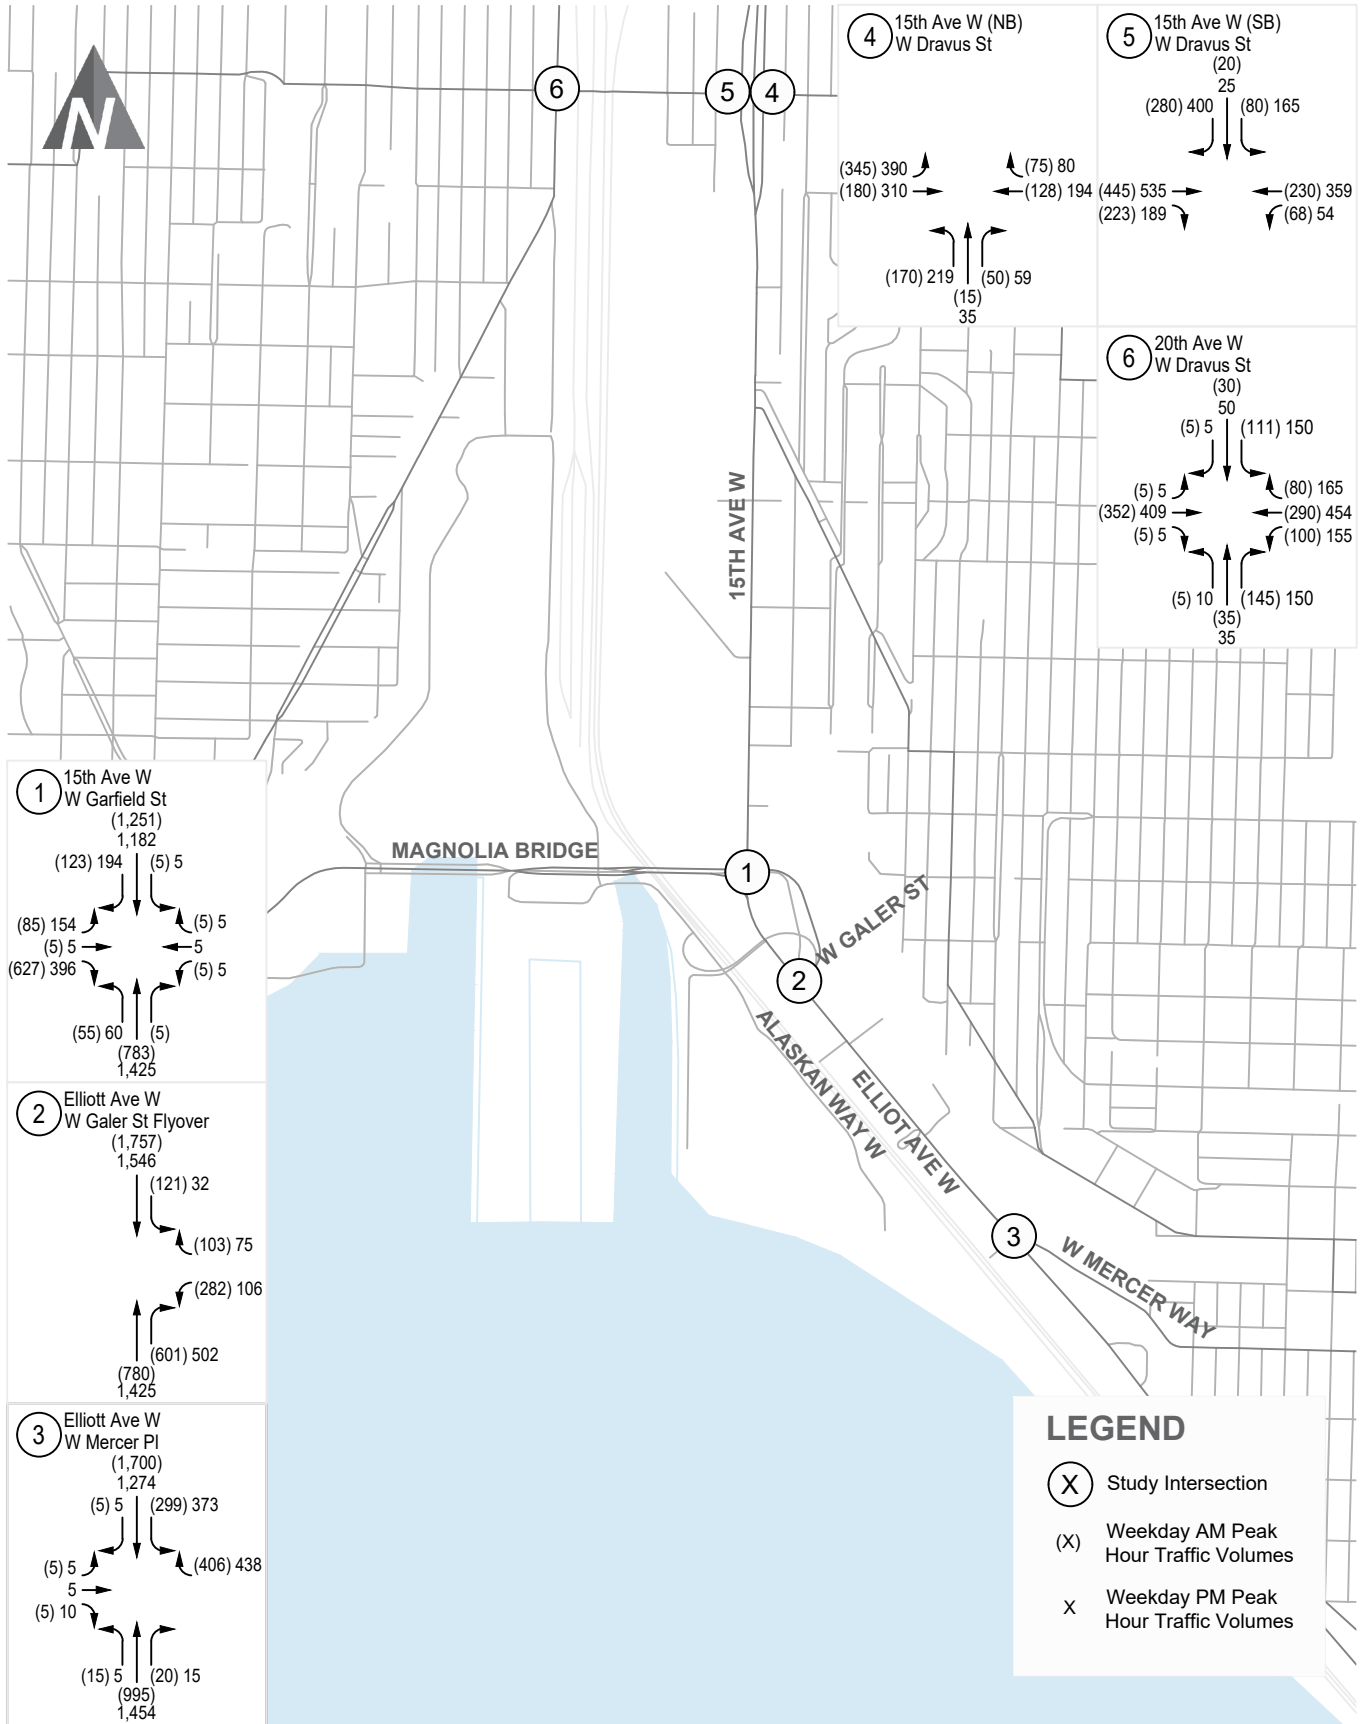 N
6
5
4
4
15th Ave W (NB)
W Dravus St
(345) 390
(180) 310
(75) 80
(128) 194
(170) 219
(50) 59
(15)
35
5
15th Ave W (SB)
W Dravus St
(20)
25
(280) 400
(80) 165
(445) 535
(223) 189
(230) 359
(68) 54
6
20th Ave W
W Dravus St
(30)
50
(5) 5
(111) 150
(5) 5
(352) 409
(5) 5
(80) 165
(290) 454
(100) 155
(5) 10
(145) 150
(35)
35
15TH AVE W
MAGNOLIA BRIDGE
1
W GALER ST
2
ALASKAN WAY W
ELLIOT AVE W
3
W MERCER WAY
1
15th Ave W
W Garfield St
(1,251)
1,182
(123) 194
(5) 5
(85) 154
(5) 5
(627) 396
(5) 5
5
(5) 5
(55) 60
(5)
(783)
1,425
2
Elliott Ave W
W Galer St Flyover
(1,757)
1,546
(121) 32
(103) 75
(282) 106
(601) 502
(780)
1,425
3
Elliott Ave W
W Mercer Pl
(1,700)
1,274
(5) 5
(299) 373
(5) 5
5
(5) 10
(406) 438
(15) 5
(20) 15
(995)
1,454
LEGEND
X
Study Intersection
(X)
Weekday AM Peak
Hour Traffic Volumes
X
Weekday PM Peak
Hour Traffic Volumes